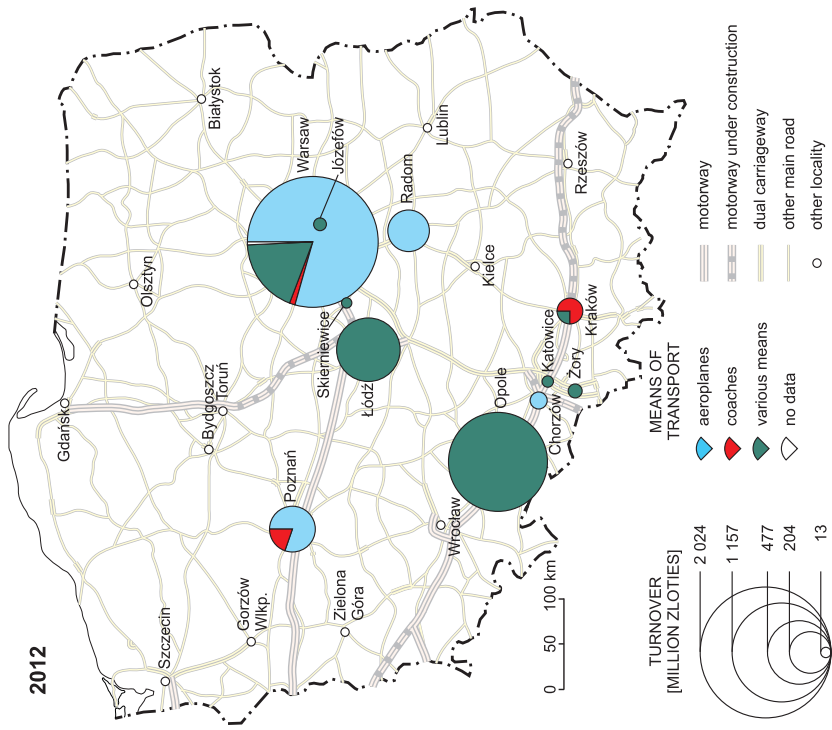 2012
Gdańsk
Szczecin
Olsztyn
Białystok
Bydgoszcz
Toruń
Gorzów
Wlkp.
Poznań
Zielona
Góra
Warsaw
Józefów
Skierniewice
Łódź
Radom
Lublin
Wrocław
Opole
Kielce
Chorzów
Katowice
Żory
Kraków
Rzeszów
0
50
100 km
TURNOVER
[MILLION ZLOTIES]
2 024
1 157
477
204
13
MEANS OF
TRANSPORT
aeroplanes
coaches
various means
no data
motorway
motorway under construction
dual carriageway
other main road
other locality